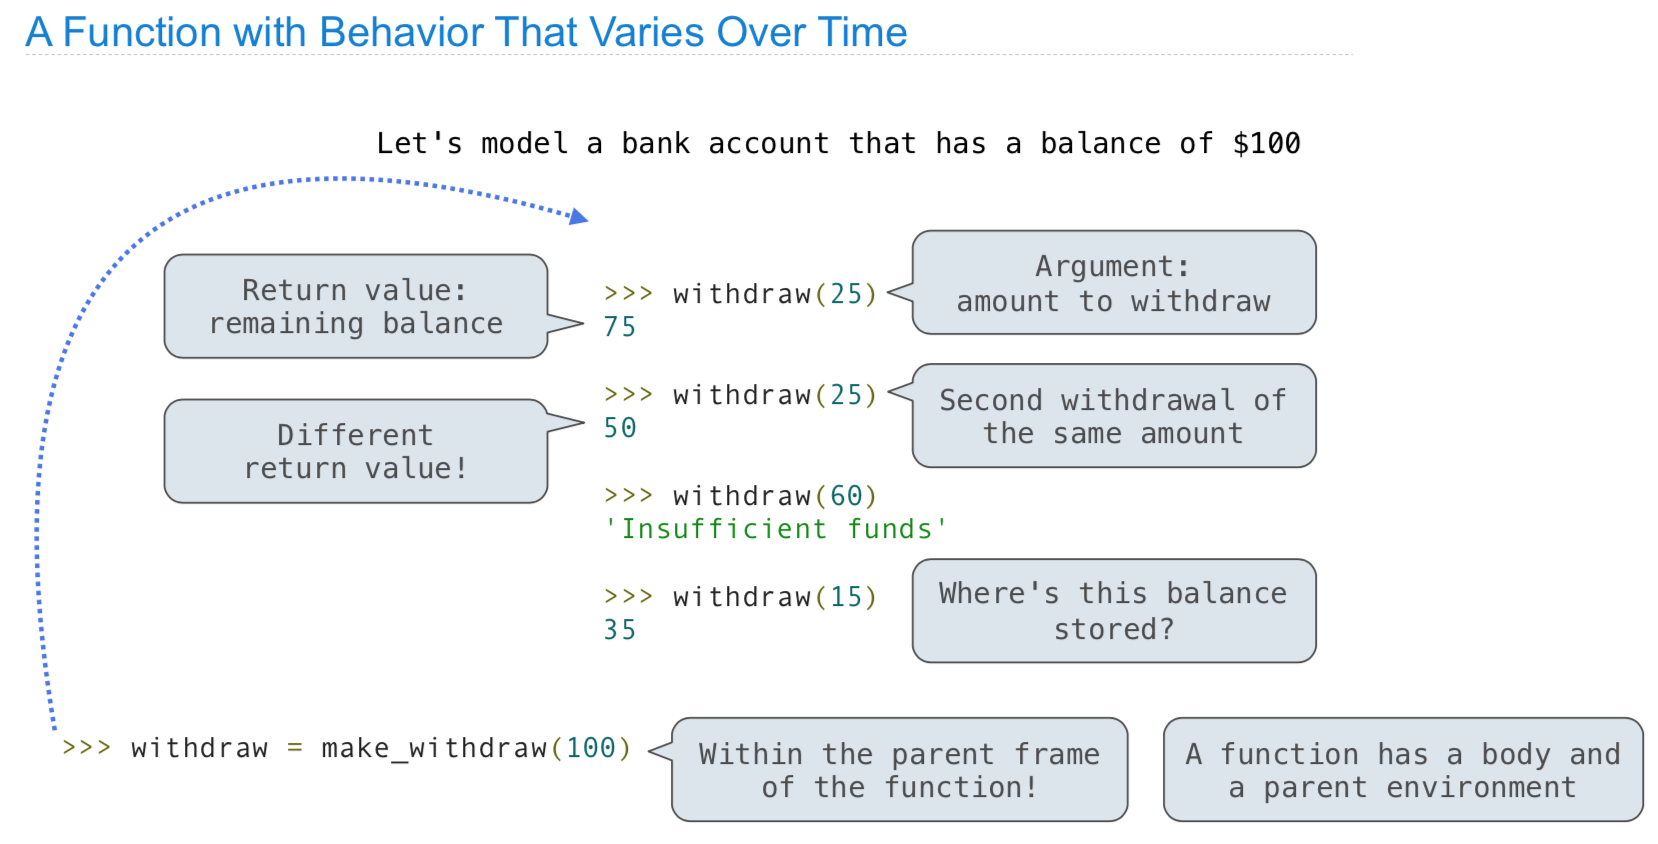 A Function with Behavior That Varies Over Time
Let's model a bank account that has a balance of $100
Return value:
remaining balance
>>> withdraw(25)
75
Argument:
amount to withdraw
Different
return value!
>>> withdraw(25)
50
Second withdrawal of
the same amount
>>> withdraw(60)
'Insufficient funds'
>>> withdraw(15)
35
Where's this balance
stored?
>>> withdraw = make_withdraw(100)
Within the parent frame
of the function!
A function has a body and
a parent environment